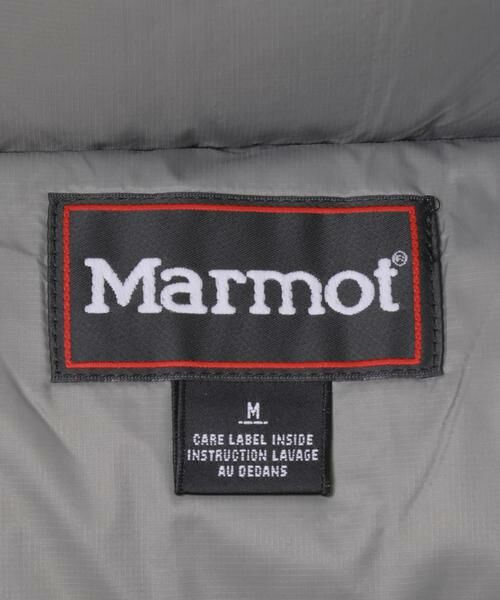 Marmot®
M
CARE LABEL INSIDE
INSTRUCTION LAVAGE
AU DEDANS